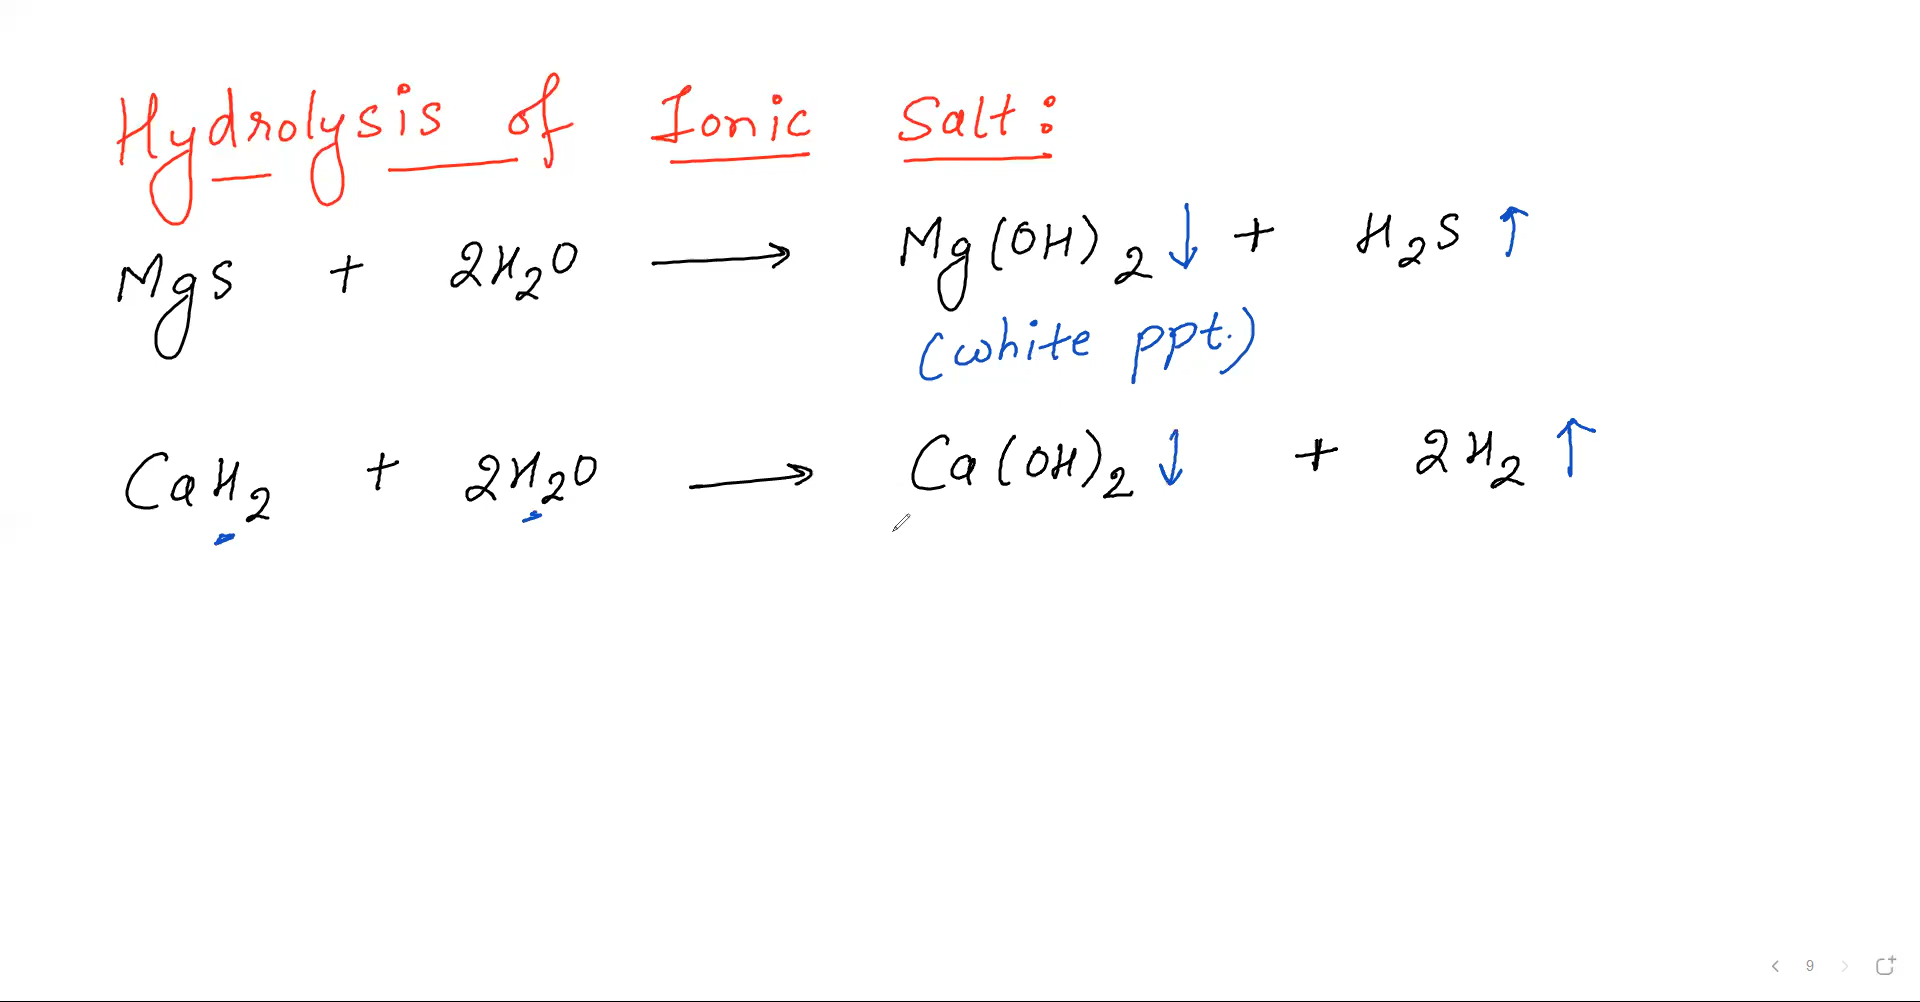 Hydrolysis of Ionic Salt:
MgS + 2H₂O ⟶ Mg(OH)₂ ↓ + H₂S ↑
(white ppt.)
CaH₂ + 2H₂O ⟶ Ca(OH)₂ ↓ + 2H₂ ↑
9